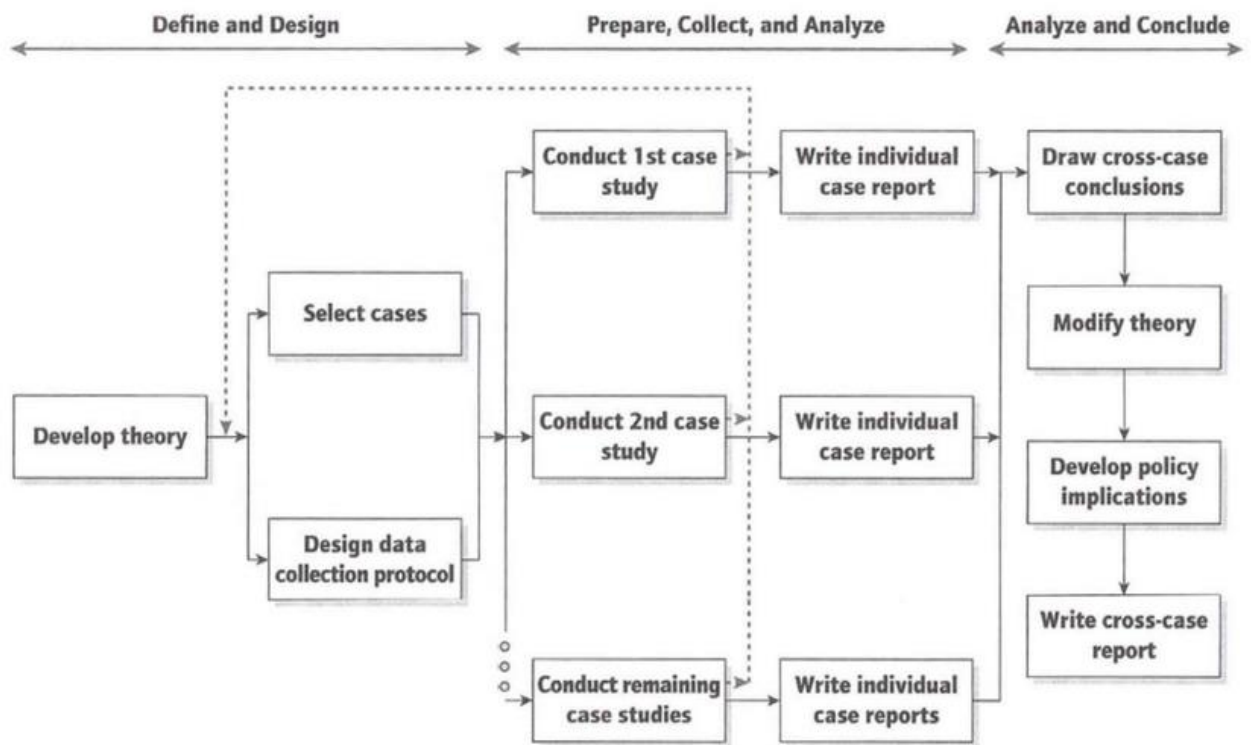 Define and Design
Prepare, Collect, and Analyze
Analyze and Conclude
Develop theory
Select cases
Design data
collection protocol
Conduct 1st case
study
Write individual
case report
Conduct 2nd case
study
Write individual
case report
Conduct remaining
case studies
Write individual
case reports
Draw cross-case
conclusions
Modify theory
Develop policy
implications
Write cross-case
report